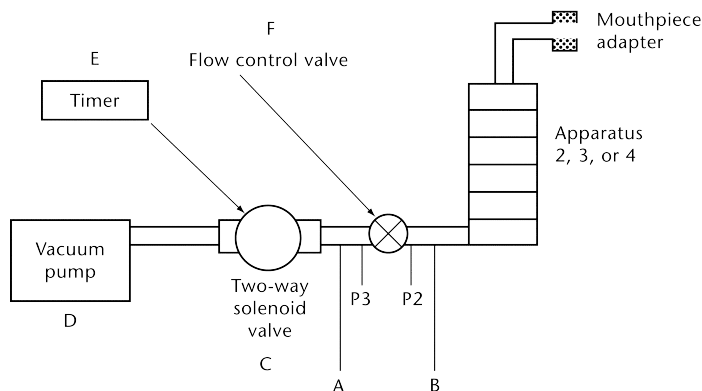 F
Flow control valve
E
Timer
Mouthpiece
adapter
Apparatus
2, 3, or 4
Vacuum
pump
D
Two-way
solenoid
valve
C
P3
P2
A
B